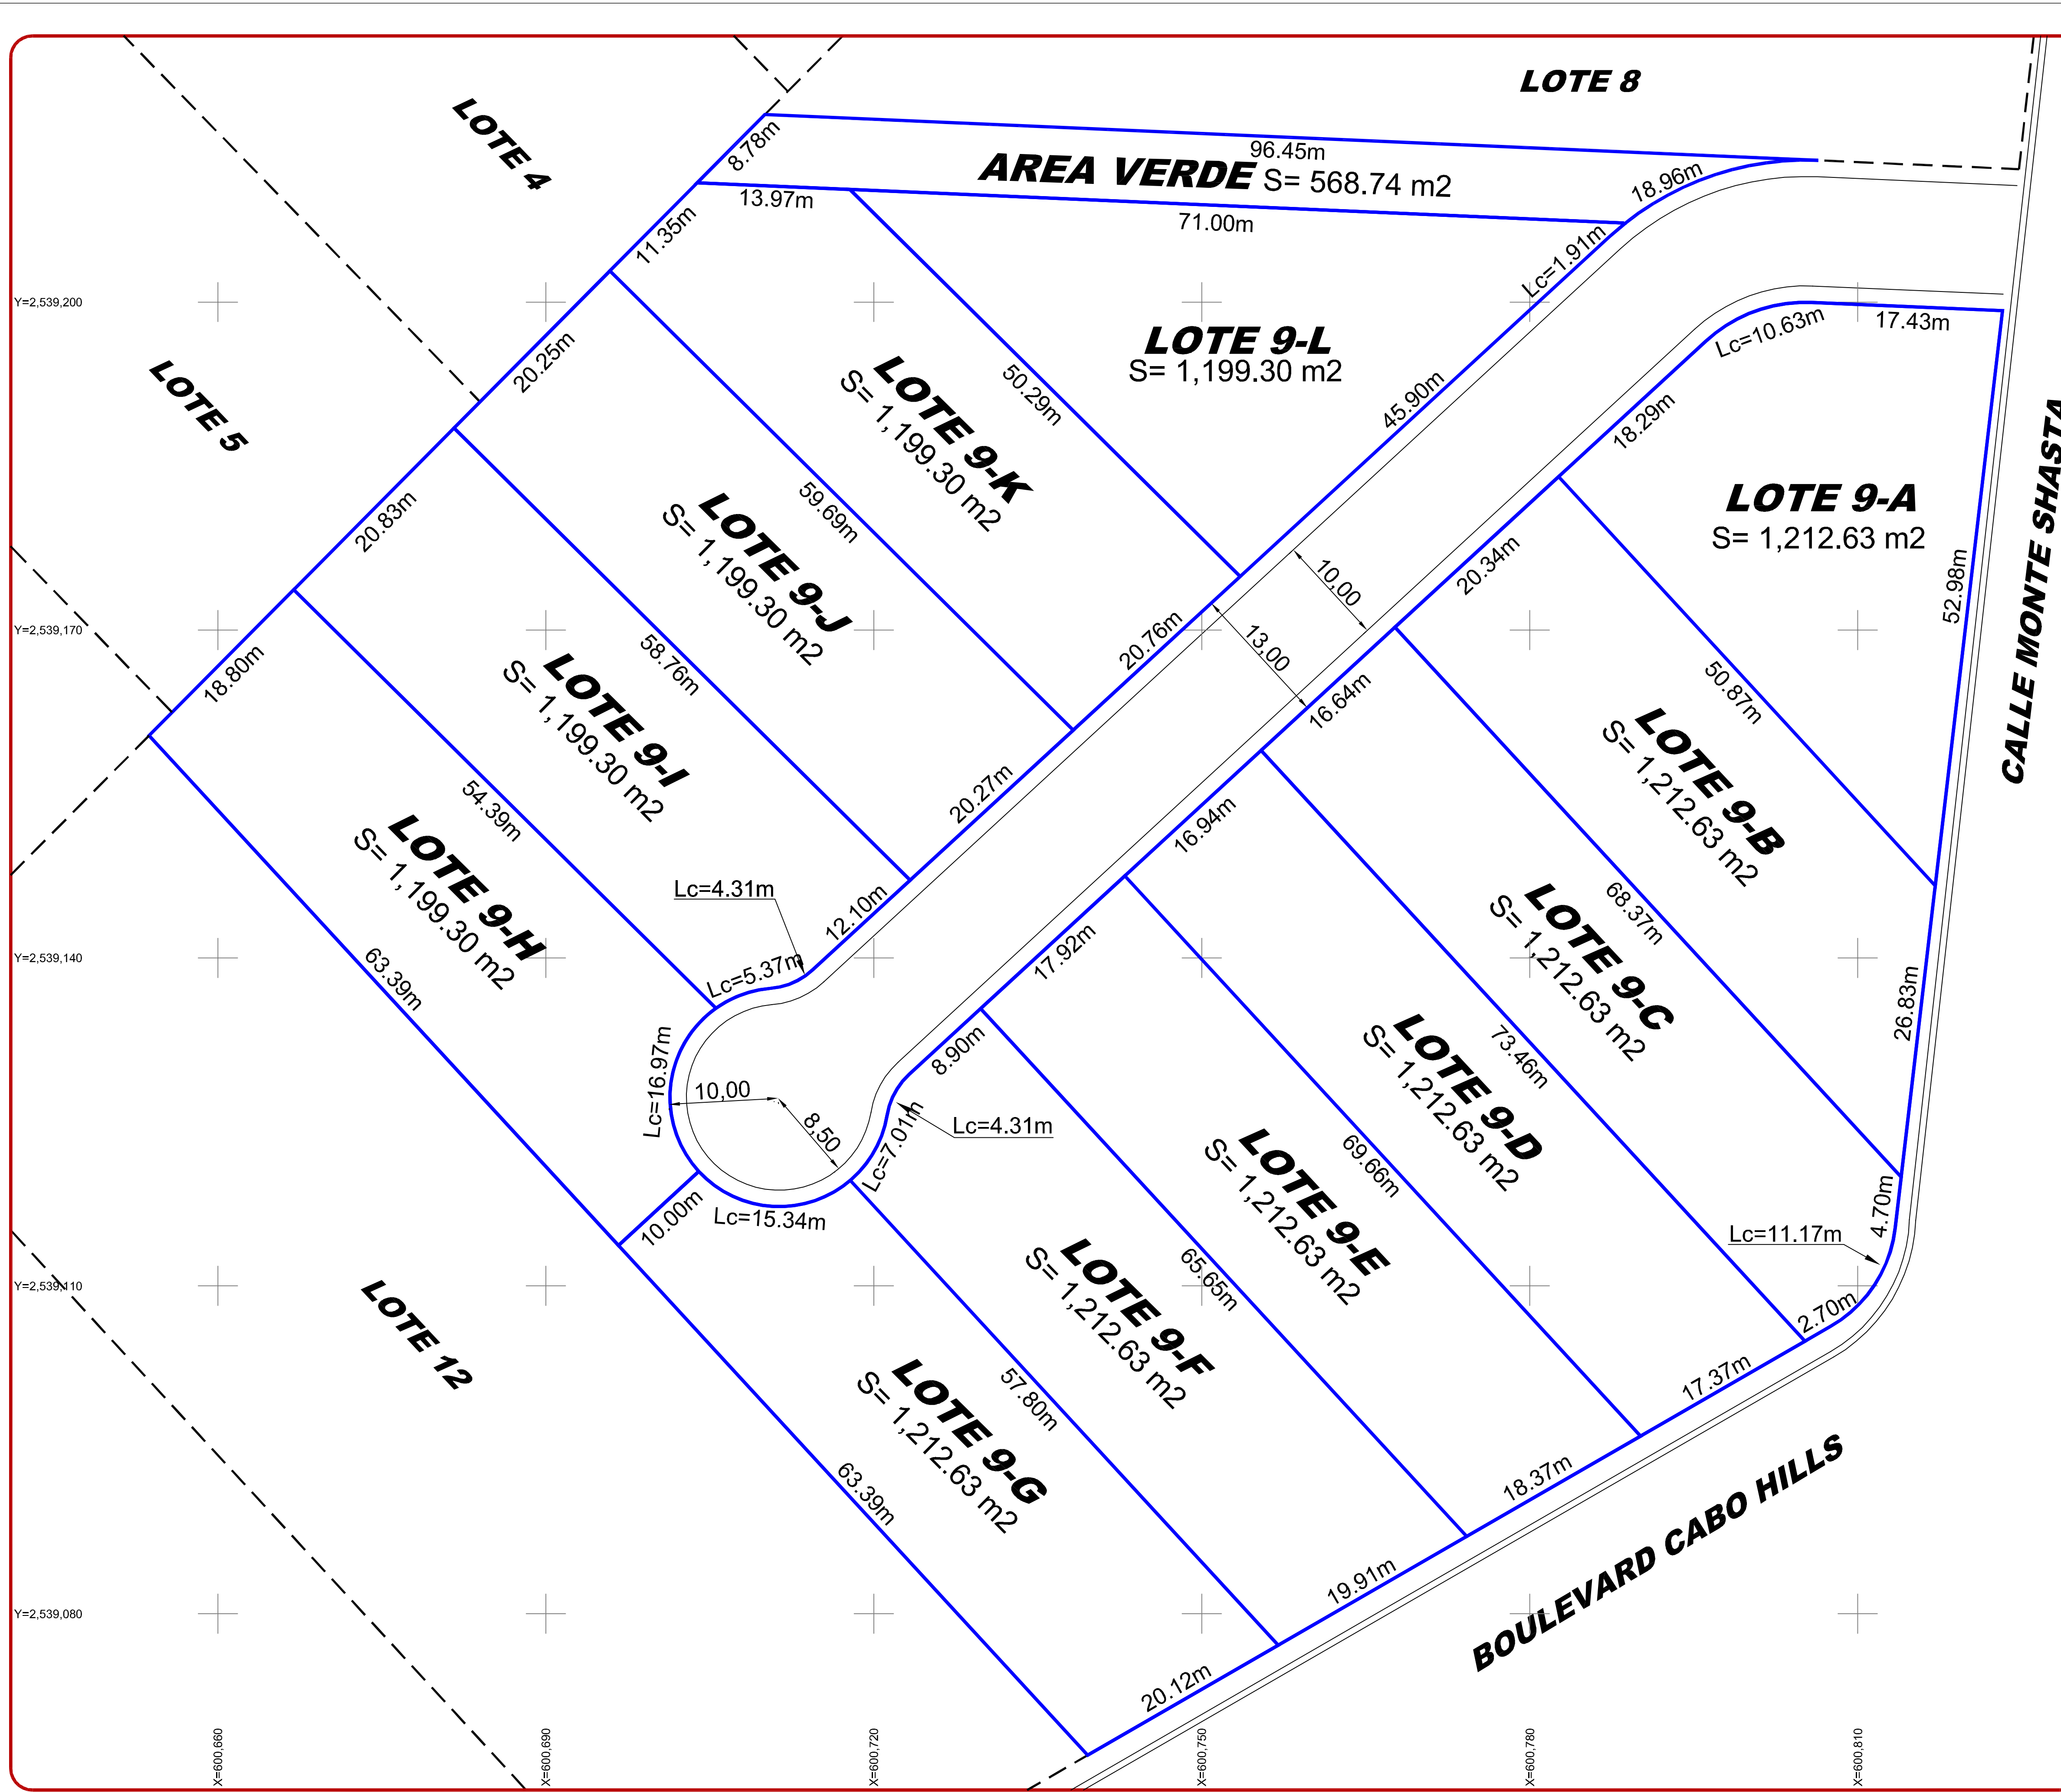 LOTE 8
LOTE 4
8.78m
96.45m
AREA VERDE S= 568.74 m2
18.96m
13.97m
71.00m
11.35m
Lc=1.91m
Y=2,539,200
Lc=10.63m
17.43m
LOTE 9-L
S= 1,199.30 m2
20.25m
LOTE 5
50.29m
45.90m
18.29m
LOTE 9-K
S= 1,199.30 m2
LOTE 9-A
S= 1,212.63 m2
CALLE MONTE SHASTA
52.98m
20.83m
59.69m
LOTE 9-J
S= 1,199.30 m2
10,00
20.34m
13,00
20.76m
Y=2,539,170
58.76m
18.80m
16.64m
50.87m
LOTE 9-I
S= 1,199.30 m2
LOTE 9-B
S= 1,212.63 m2
54.39m
20.27m
16.94m
LOTE 9-H
S= 1,199.30 m2
Lc=4.31m
12.10m
68.37m
LOTE 9-C
S= 1,212.63 m2
Y=2,539,140
63.39m
Lc=5.37m
17.92m
26.83m
Lc=16.97m
8.90m
73.46m
LOTE 9-D
S= 1,212.63 m2
10,00
8,50
Lc=4.31m
Lc=7.01m
69.66m
LOTE 9-E
S= 1,212.63 m2
10.00m
Lc=15.34m
4.70m
Lc=11.17m
Y=2,539,110
65.65m
2.70m
LOTE 12
LOTE 9-F
S= 1,212.63 m2
17.37m
57.80m
LOTE 9-G
S= 1,212.63 m2
63.39m
18.37m
BOULEVARD CABO HILLS
19.91m
Y=2,539,080
20.12m
X=600,660
X=600,690
X=600,720
X=600,750
X=600,780
X=600,810